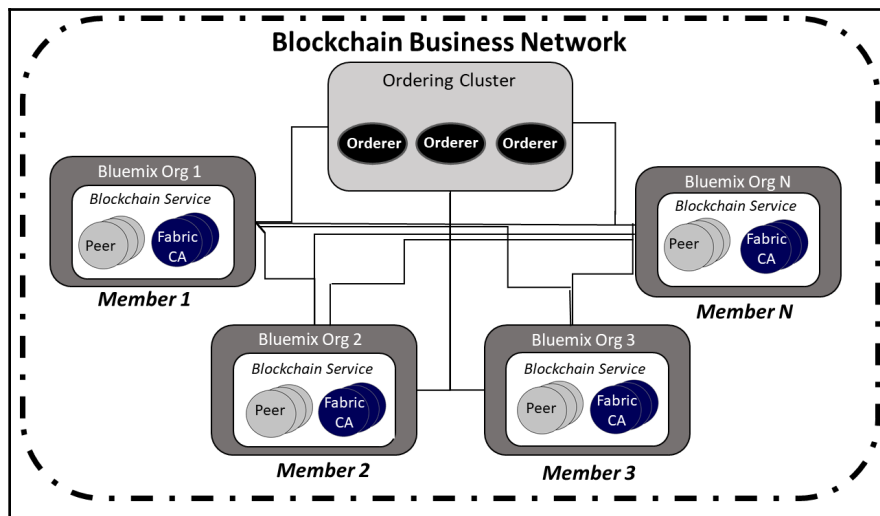 Blockchain Business Network
Ordering Cluster
Orderer Orderer Orderer
Bluemix Org 1
Blockchain Service
Peer
Fabric
CA
Member 1
Bluemix Org N
Blockchain Service
Peer
Fabric
CA
Member N
Bluemix Org 2
Blockchain Service
Peer
Fabric
CA
Member 2
Bluemix Org 3
Blockchain Service
Peer
Fabric
CA
Member 3